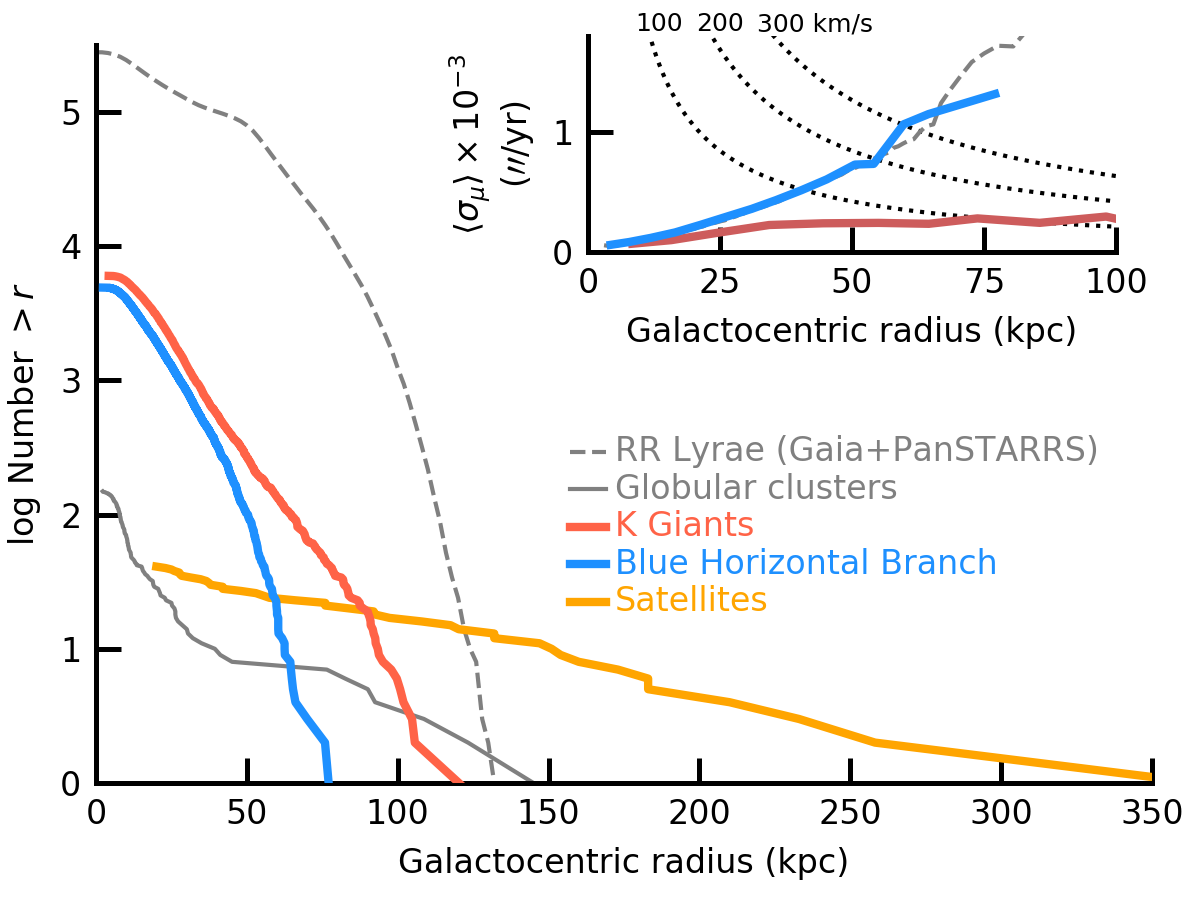 100 200 300 km/s
⟨σμ⟩ × 10⁻³
(″/yr)
1
0
0 25 50 75 100
Galactocentric radius (kpc)
log Number > r
5
4
3
2
1
0
RR Lyrae (Gaia+PanSTARRS)
Globular clusters
K Giants
Blue Horizontal Branch
Satellites
0 50 100 150 200 250 300 350
Galactocentric radius (kpc)